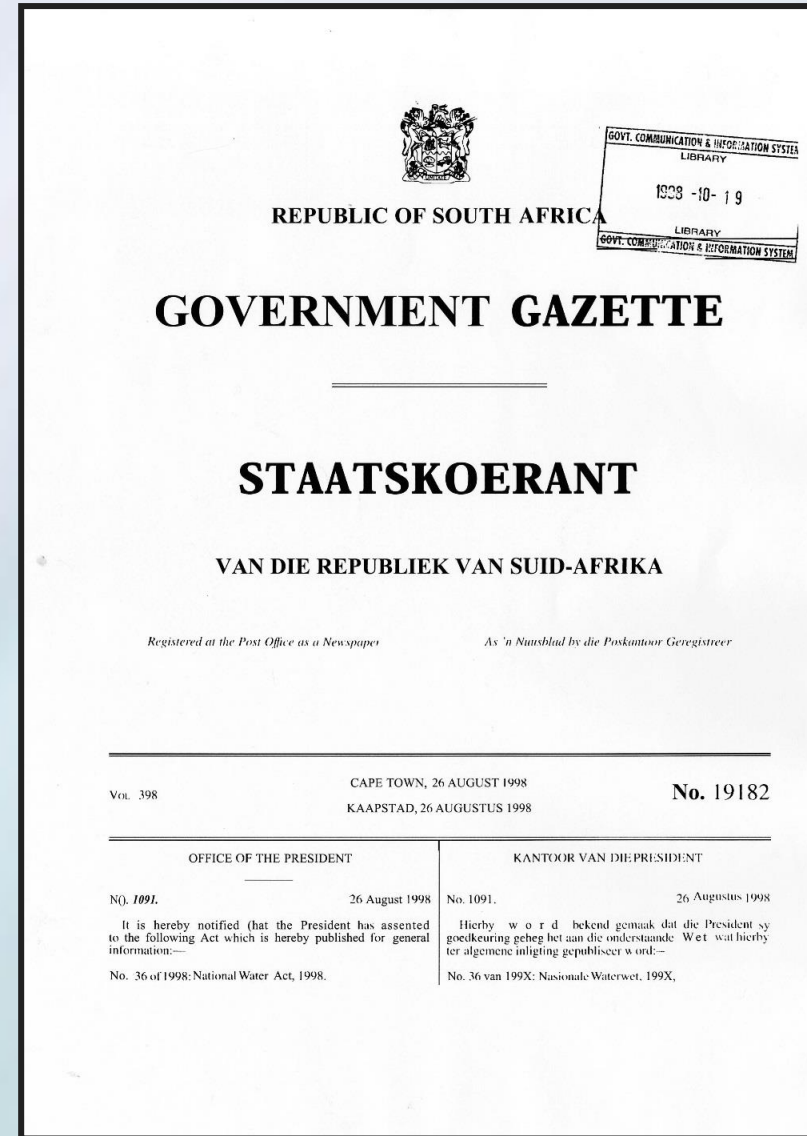 GOVT. COMMUNICATION & INFORMATION SYSTEM
LIBRARY
1998 -10- 19
LIBRARY
GOVT. COMMUNICATION & INFORMATION SYSTEM
REPUBLIC OF SOUTH AFRICA
GOVERNMENT GAZETTE
STAATSKOERANT
VAN DIE REPUBLIEK VAN SUID-AFRIKA
Registered at the Post Office as a Newspaper
As 'n Nuusblad by die Poskantoor Geregistreer
VOL. 398
CAPE TOWN, 26 AUGUST 1998
KAAPSTAD, 26 AUGUSTUS 1998
No. 19182
OFFICE OF THE PRESIDENT
N(). 1091.
26 August 1998
It is hereby notified (hat the President has assented
to the following Act which is hereby published for general
information:—
No. 36 of 1998: National Water Act, 1998.
KANTOOR VAN DIE PRESIDENT
No. 1091.
26 Augustus 1998
Hierby word bekend gemaak dat die President sy
goedkeuring geheg het aan die onderstaande Wet wat hierby
ter algemene inligting gepubliseer word:—
No. 36 van 199X: Nasionale Waterwet, 199X,